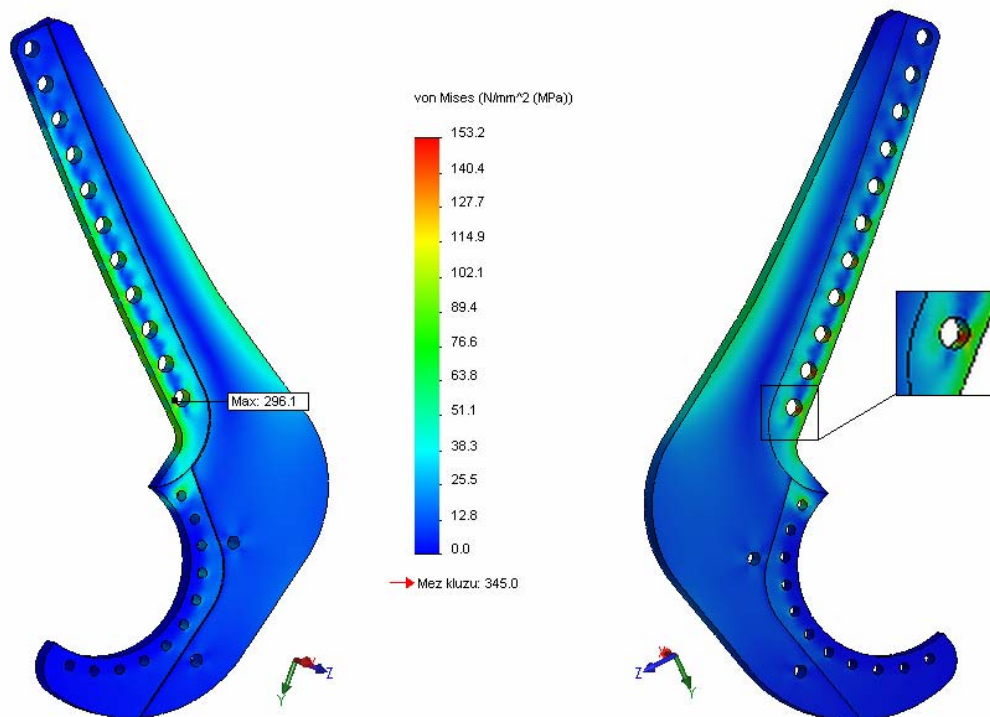 von Mises (N/mm^2 (MPa))
153.2
140.4
127.7
114.9
102.1
89.4
76.6
63.8
51.1
38.3
25.5
12.8
0.0
Mez kluzu: 345.0
Max: 296.1
Y
Z
Z
Y